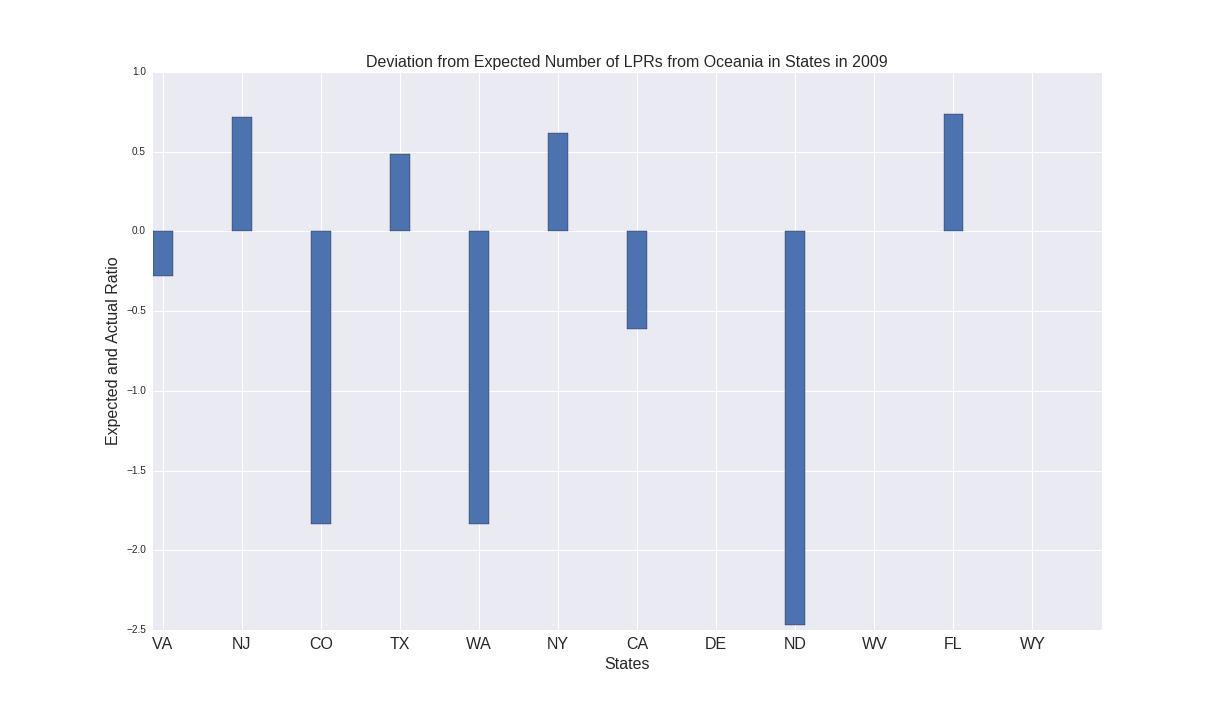 Deviation from Expected Number of LPRs from Oceania in States in 2009
1.0
0.5
0.0
−0.5
−1.0
−1.5
−2.0
−2.5
Expected and Actual Ratio
VA NJ CO TX WA NY CA DE ND WV FL WY
States